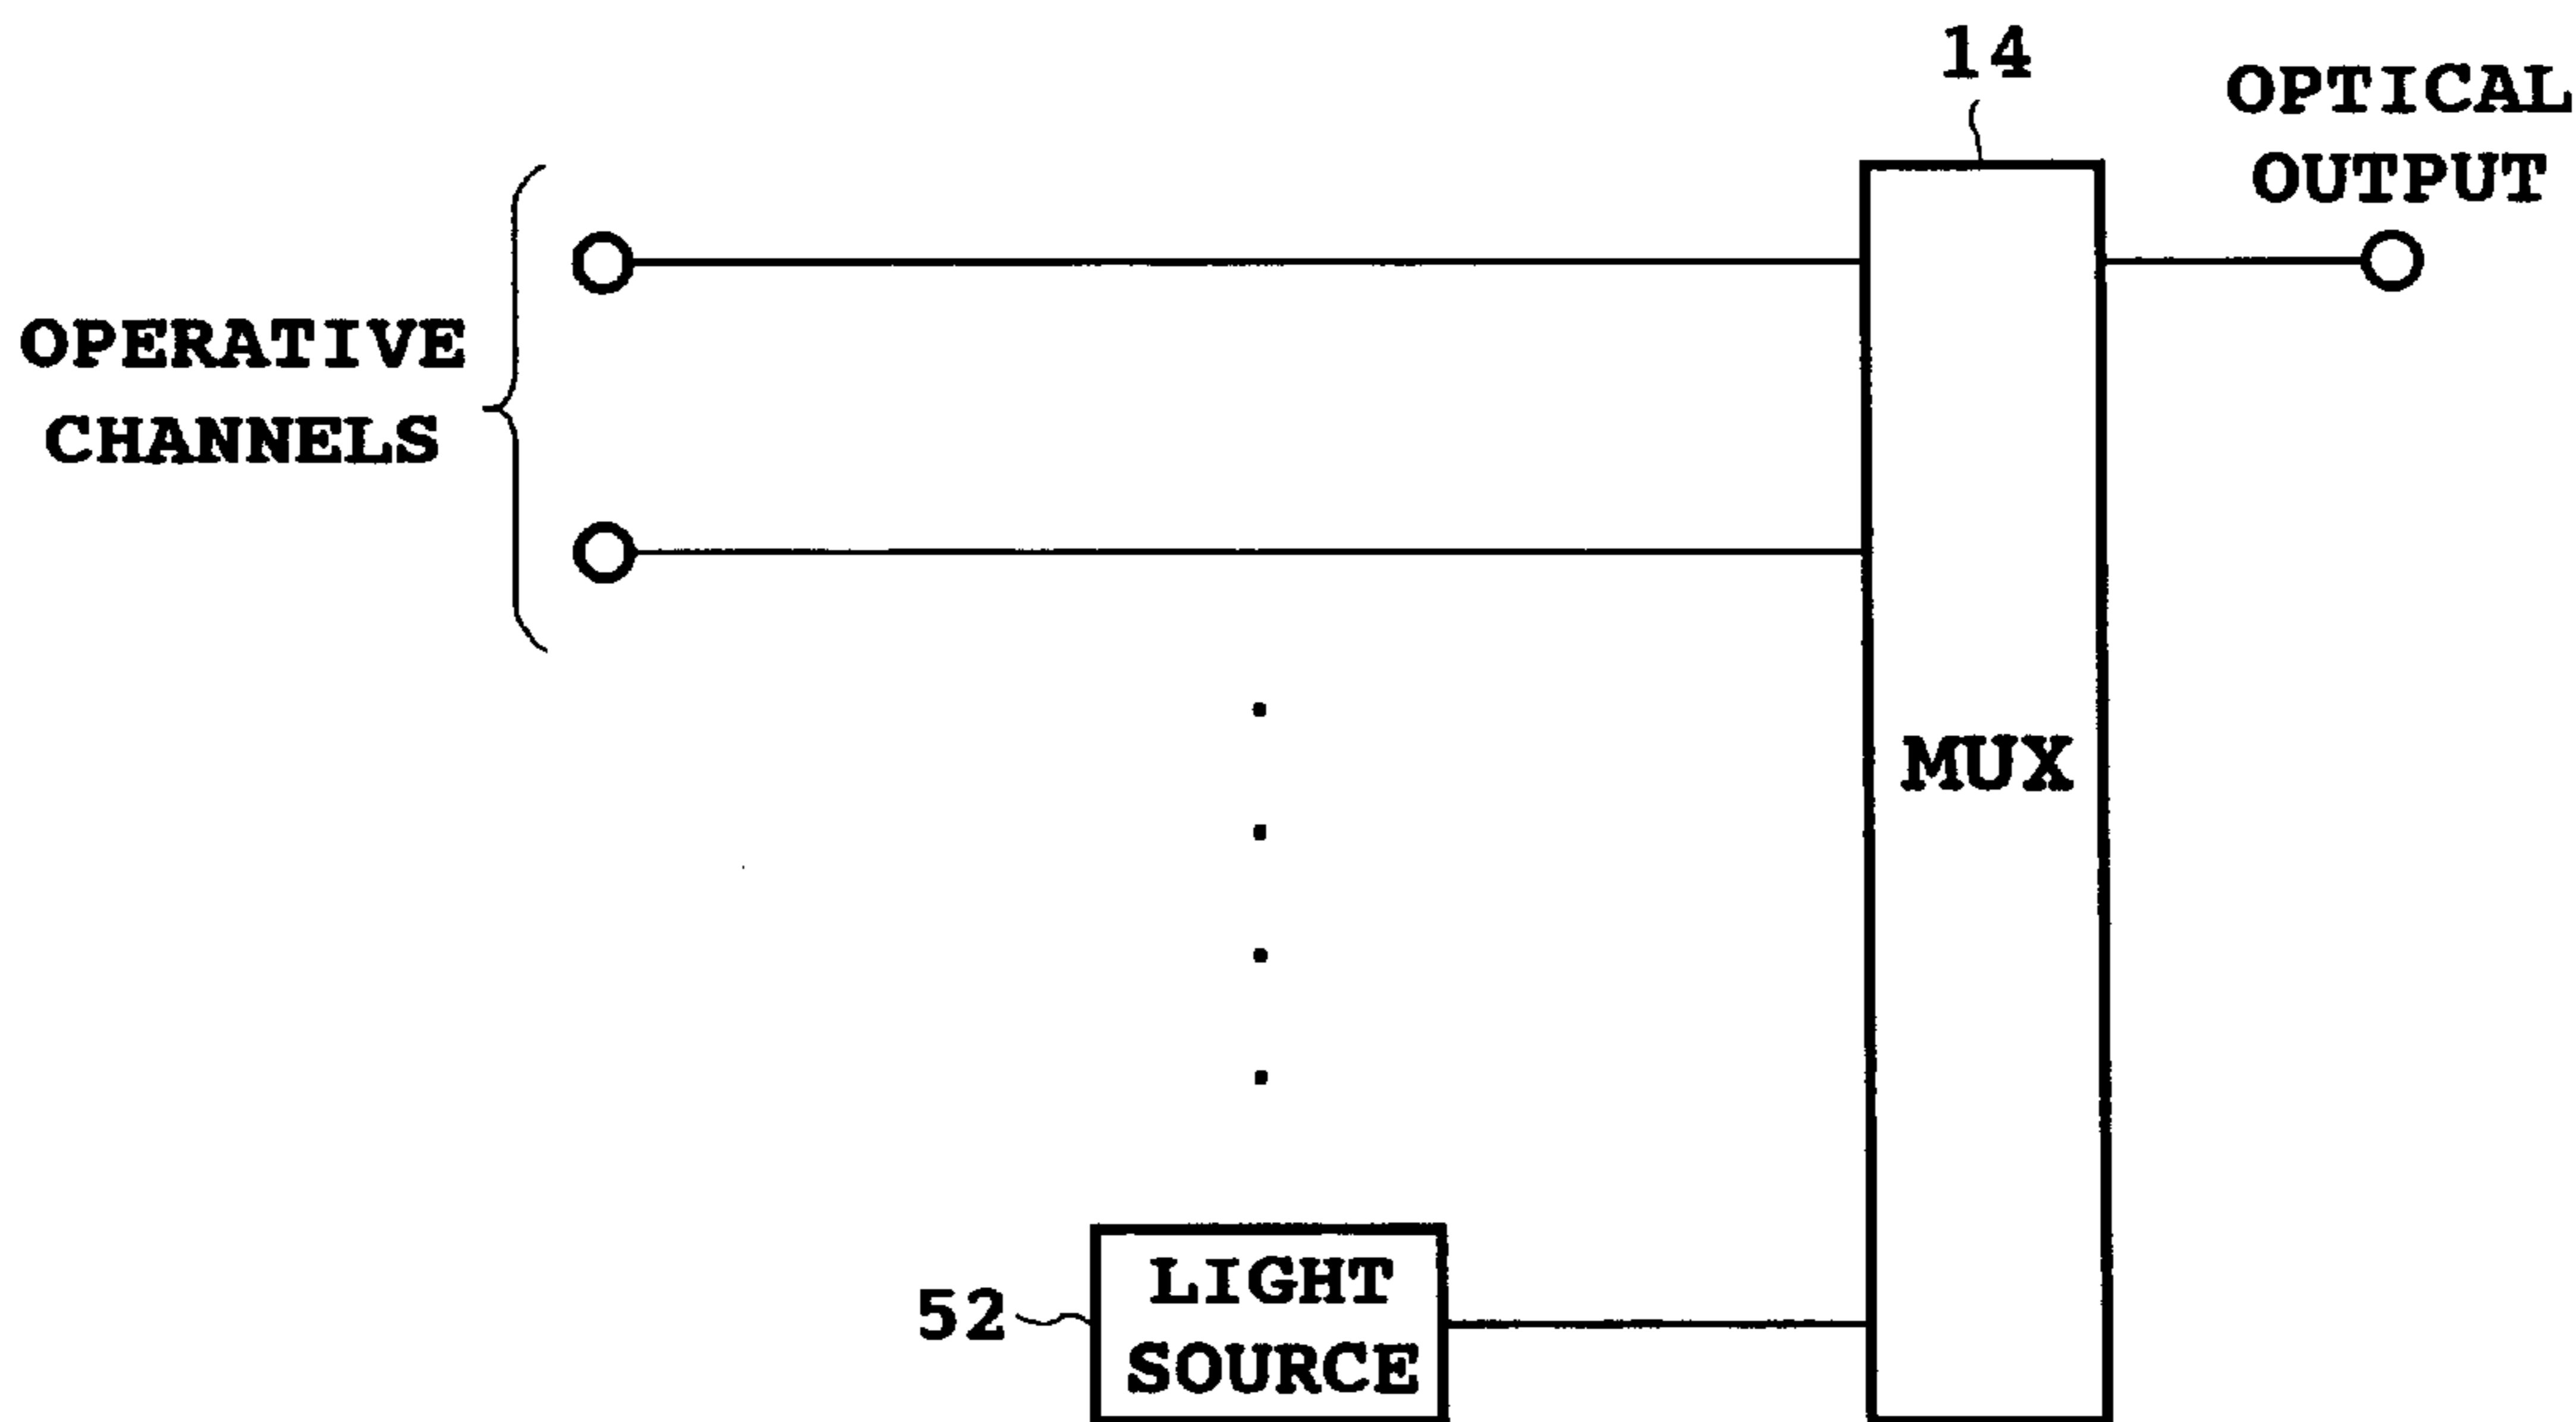 14
OPTICAL
OUTPUT
OPERATIVE
CHANNELS
MUX
52
LIGHT
SOURCE